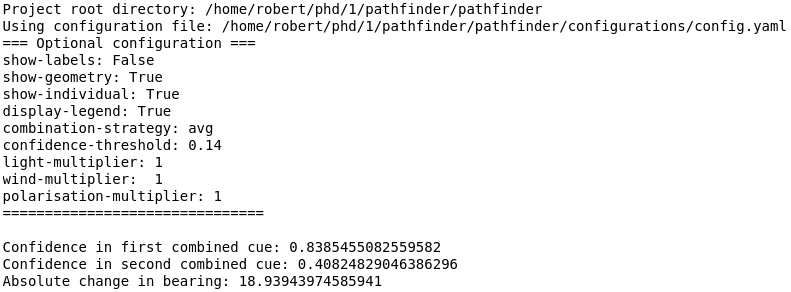 Project root directory: /home/robert/phd/1/pathfinder/pathfinder
Using configuration file: /home/robert/phd/1/pathfinder/pathfinder/configurations/config.yaml
=== Optional configuration ===
show-labels: False
show-geometry: True
show-individual: True
display-legend: True
combination-strategy: avg
confidence-threshold: 0.14
light-multiplier: 1
wind-multiplier:  1
polarisation-multiplier: 1
===============================
Confidence in first combined cue: 0.8385455082559582
Confidence in second combined cue: 0.40824829046386296
Absolute change in bearing: 18.93943974585941